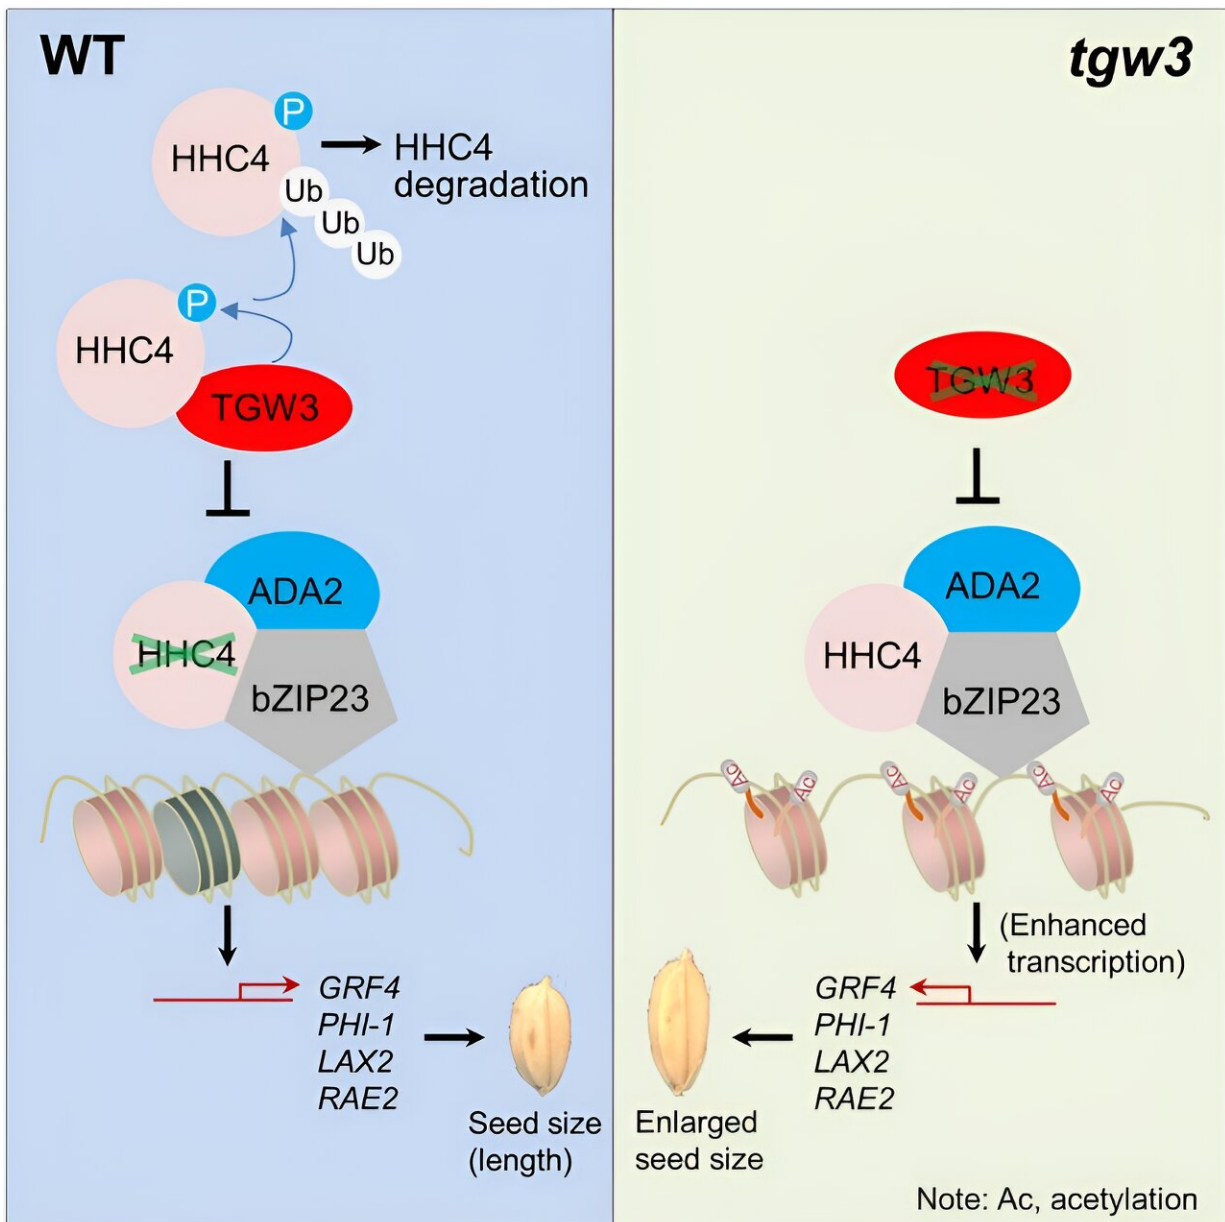 WT
P
HHC4
HHC4
degradation
Ub
Ub
Ub
P
HHC4
TGW3
ADA2
HHC4
bZIP23
GRF4
PHI-1
LAX2
RAE2
Seed size
(length)
tgw3
TGW3
ADA2
HHC4
bZIP23
Ac
Ac
Ac
Ac
Ac
Ac
(Enhanced
transcription)
GRF4
PHI-1
LAX2
RAE2
Enlarged
seed size
Note: Ac, acetylation